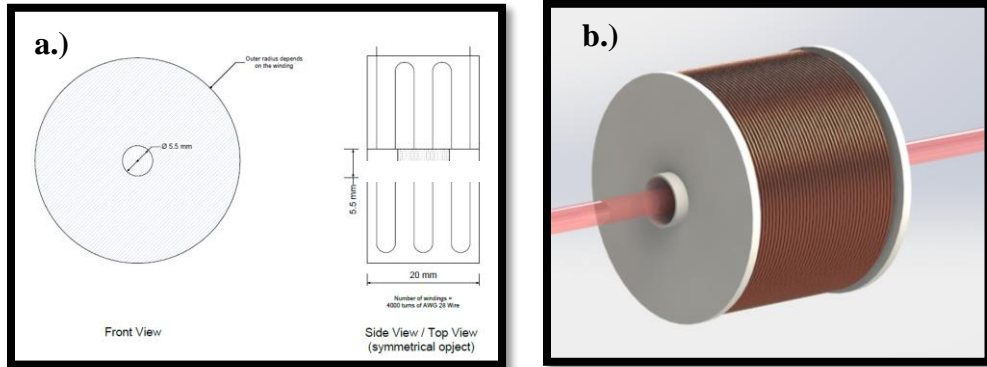 a.)
Outer radius depends
on the winding
Ø 5.5 mm
5.5 mm
20 mm
Number of windings =
4000 turns of AWG 28 Wire
Front View
Side View / Top View
(symmetrical opject)
b.)